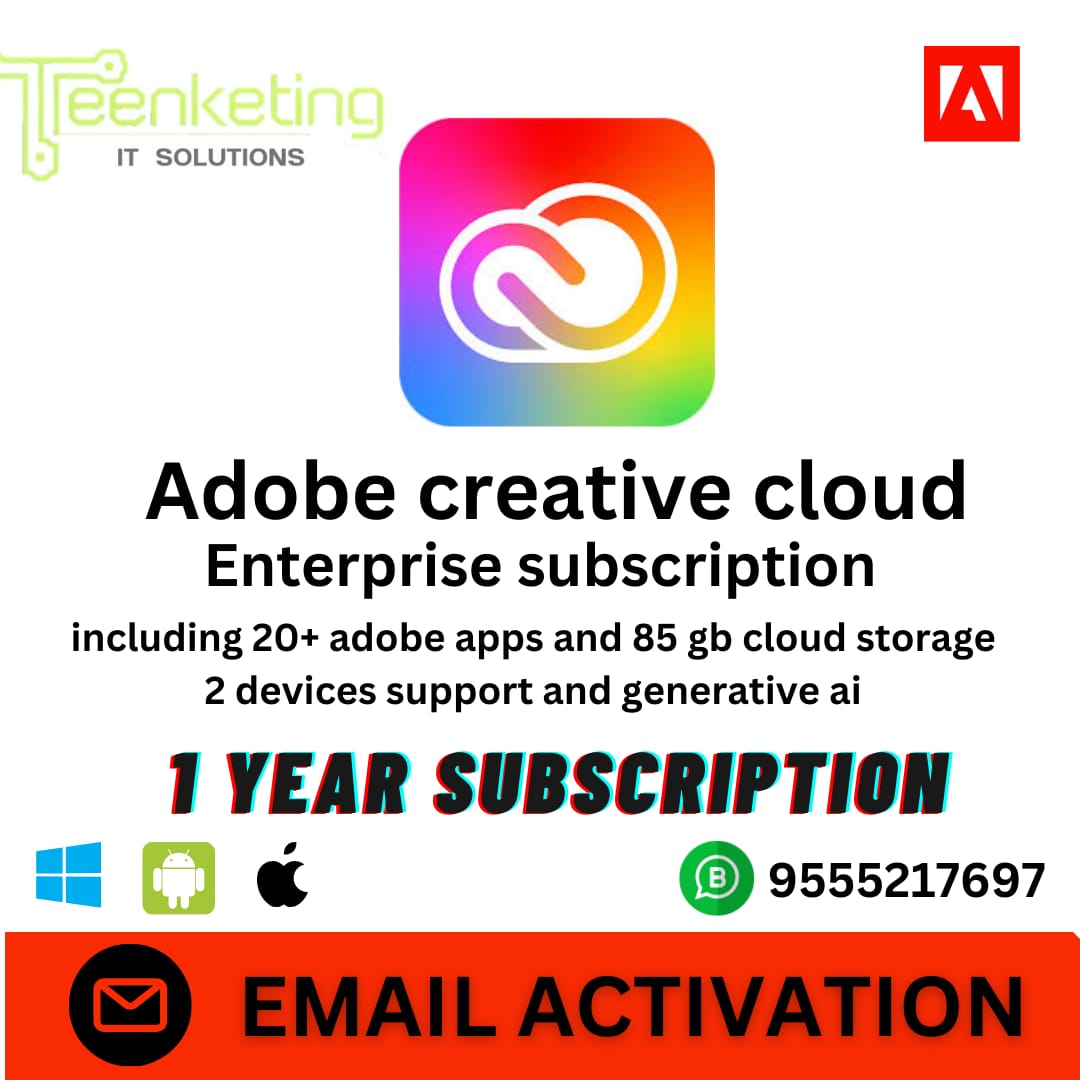 Teenketing
IT SOLUTIONS
Adobe creative cloud
Enterprise subscription
including 20+ adobe apps and 85 gb cloud storage
2 devices support and generative ai
1 YEAR SUBSCRIPTION
B 9555217697
EMAIL ACTIVATION